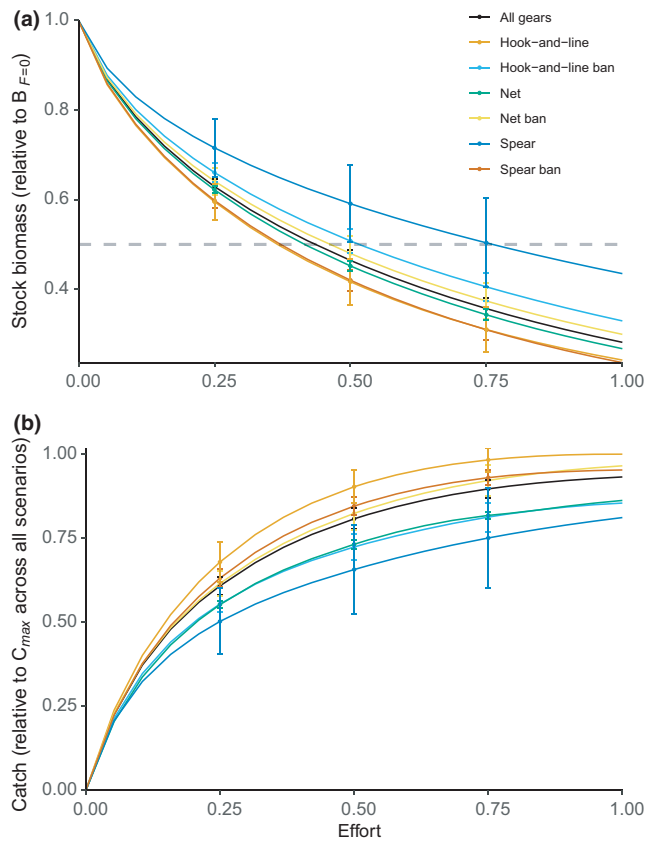 (a)
Stock biomass (relative to B F=0)
1.0
0.8
0.6
0.4
All gears
Hook−and−line
Hook−and−line ban
Net
Net ban
Spear
Spear ban
0.00 0.25 0.50 0.75 1.00
(b)
Catch (relative to Cmax across all scenarios)
1.00
0.75
0.50
0.25
0.00
0.00 0.25 0.50 0.75 1.00
Effort